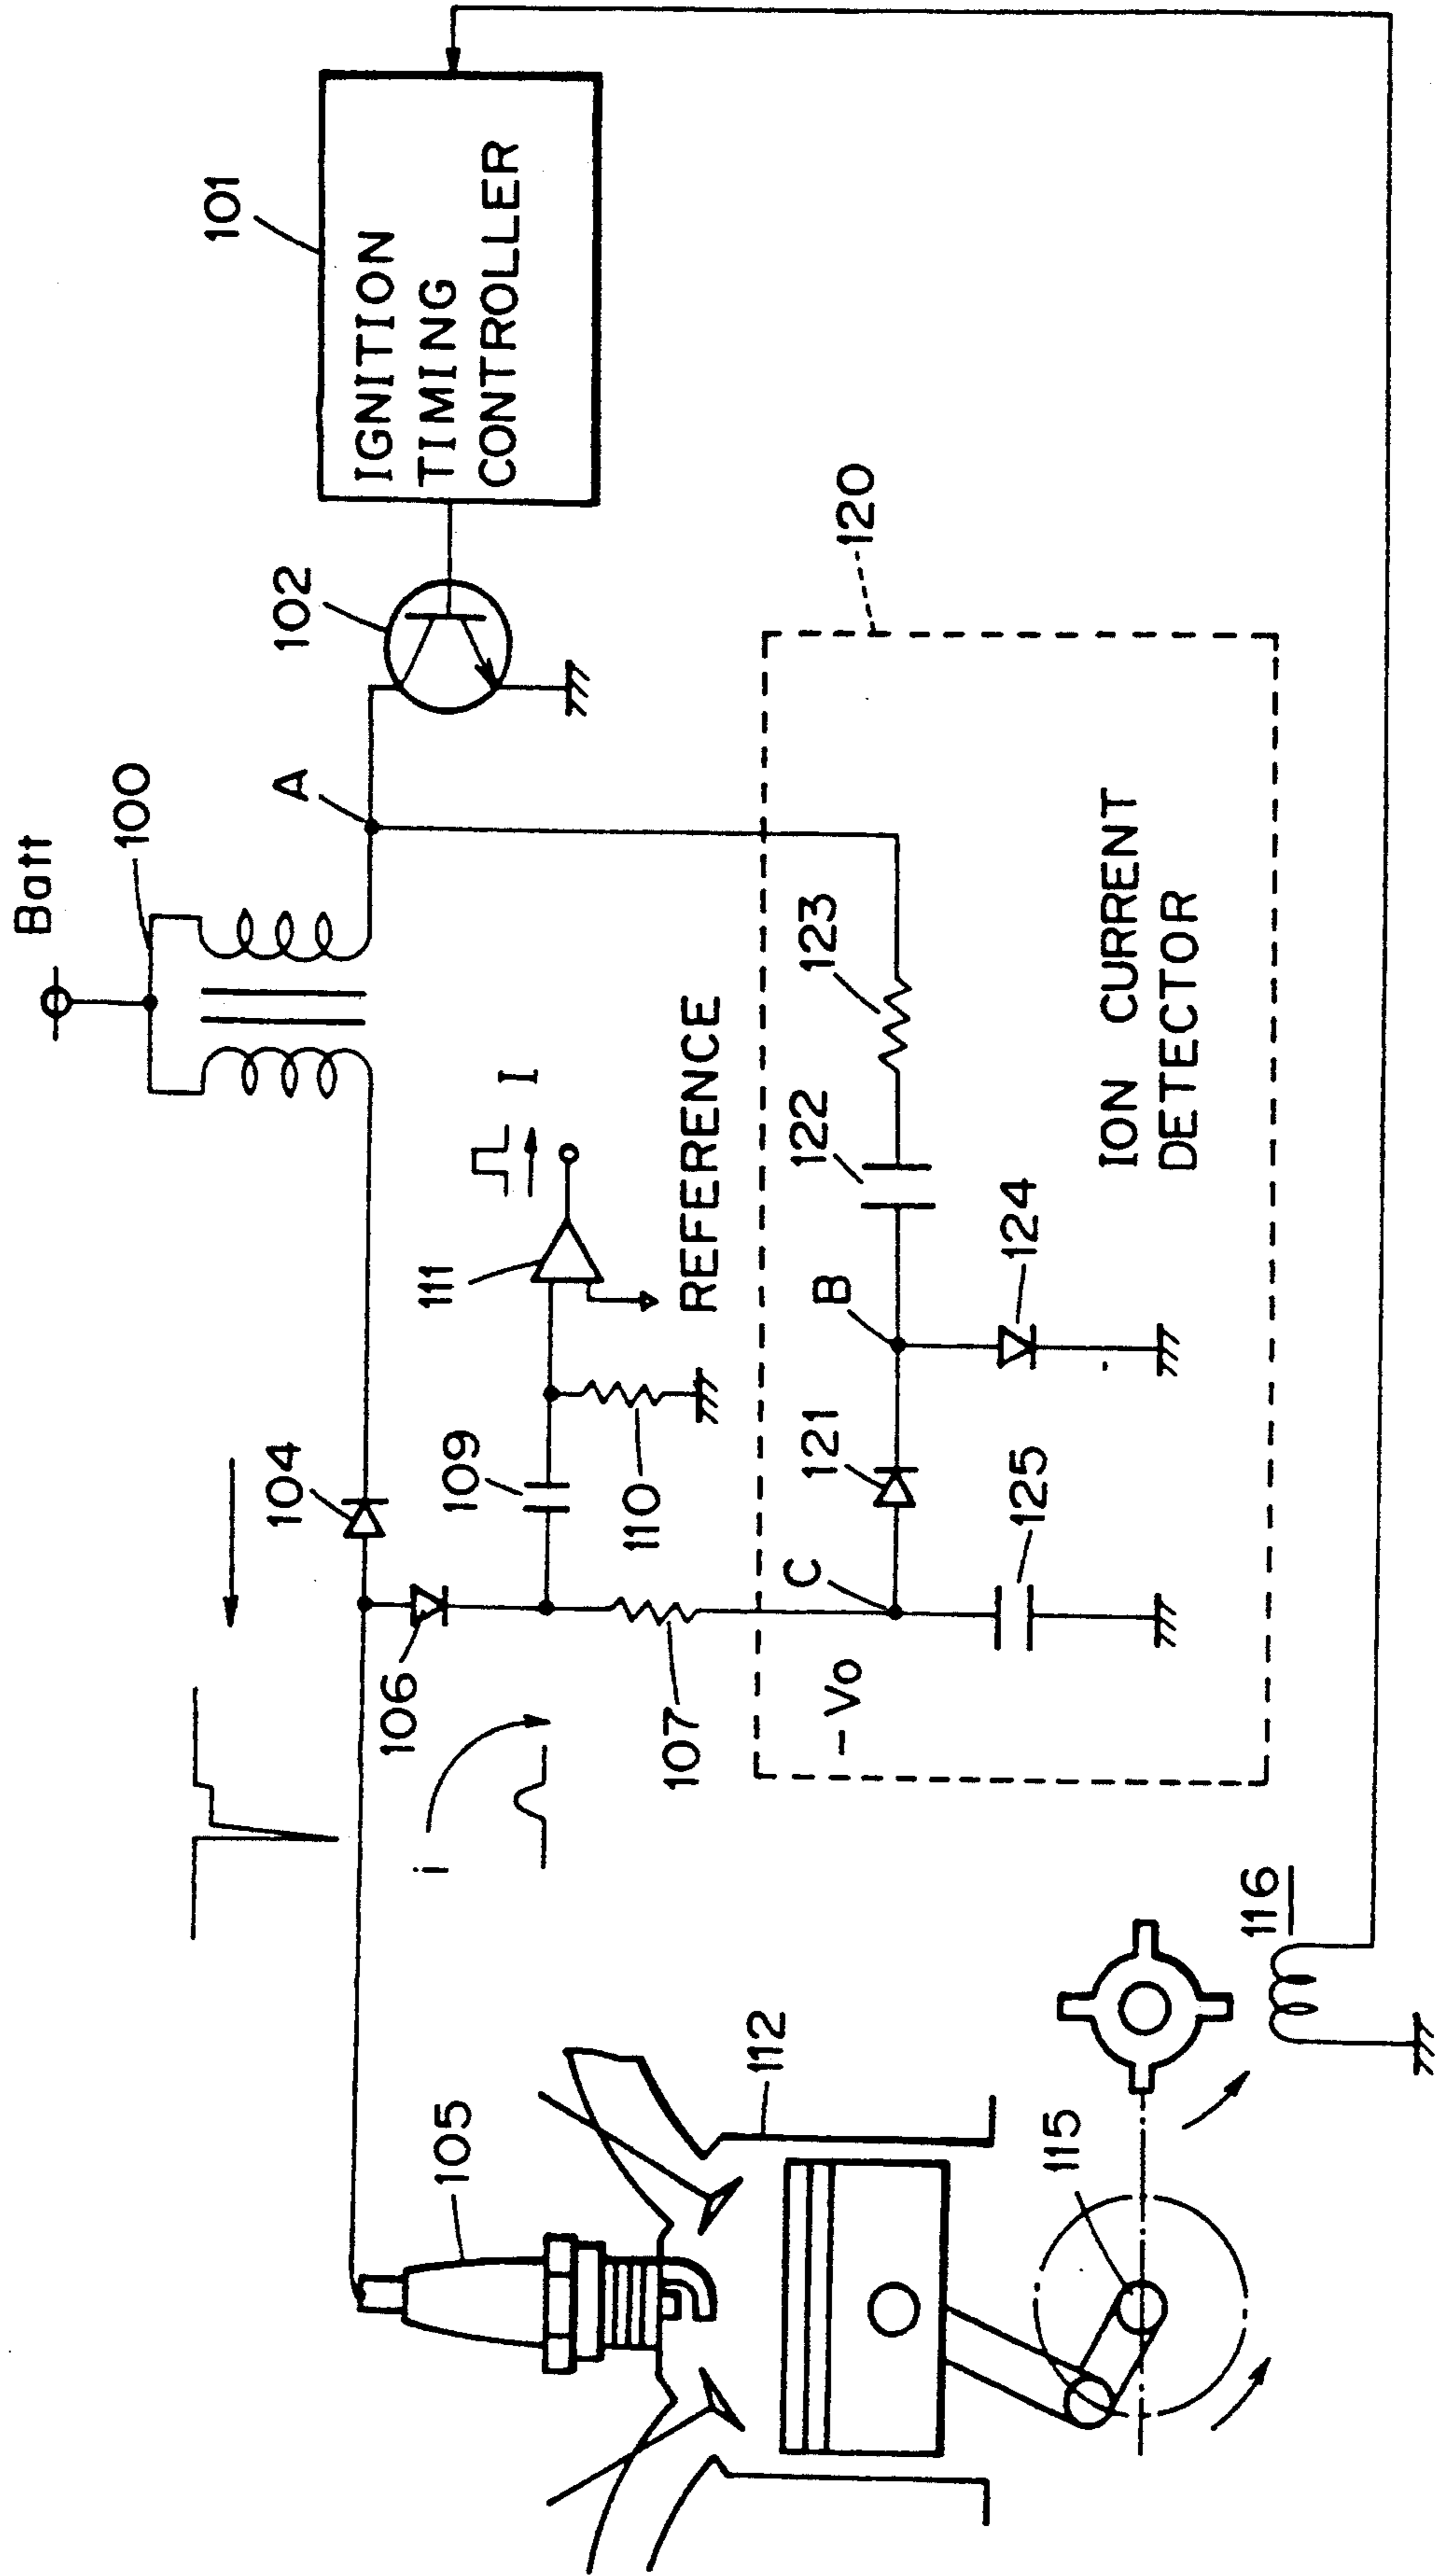 Batt
100
101
IGNITION
TIMING
CONTROLLER
102
A
104
106
i
107
109
110
111
I
REFERENCE
105
112
115
116
120
-Vo
C
121
B
122
123
124
125
ION CURRENT
DETECTOR